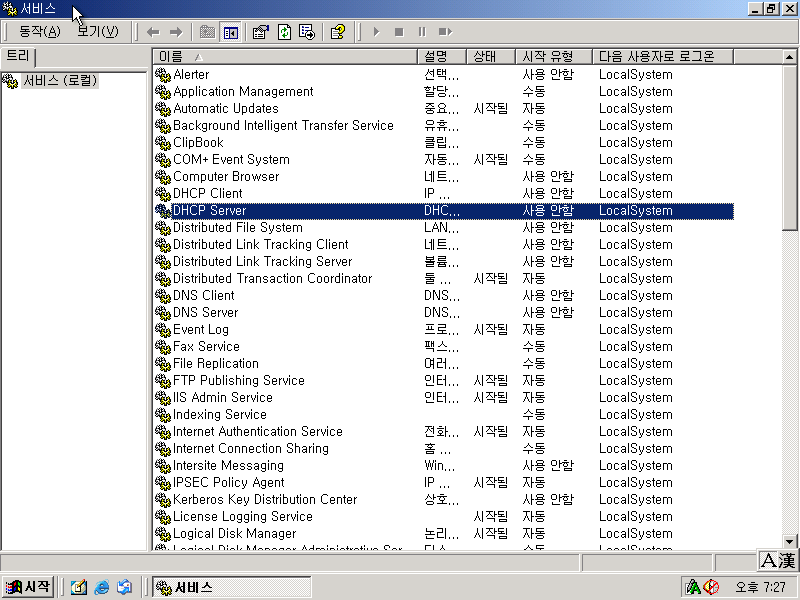 서비스
동작(A) 보기(V)
트리
서비스 (로컬)
이름 설명 상태 시작 유형 다음 사용자로 로그온
Alerter 선택... 사용 안함 LocalSystem
Application Management 할당... 수동 LocalSystem
Automatic Updates 중요... 시작됨 자동 LocalSystem
Background Intelligent Transfer Service 유휴... 수동 LocalSystem
ClipBook 클립... 수동 LocalSystem
COM+ Event System 자동... 시작됨 수동 LocalSystem
Computer Browser 네트... 사용 안함 LocalSystem
DHCP Client IP ... 사용 안함 LocalSystem
DHCP Server DHC... 사용 안함 LocalSystem
Distributed File System LAN... 사용 안함 LocalSystem
Distributed Link Tracking Client 네트... 사용 안함 LocalSystem
Distributed Link Tracking Server 볼륨... 사용 안함 LocalSystem
Distributed Transaction Coordinator 둘 ... 시작됨 자동 LocalSystem
DNS Client DNS... 사용 안함 LocalSystem
DNS Server DNS... 사용 안함 LocalSystem
Event Log 프로... 시작됨 자동 LocalSystem
Fax Service 팩스... 수동 LocalSystem
File Replication 여러... 수동 LocalSystem
FTP Publishing Service 인터... 시작됨 자동 LocalSystem
IIS Admin Service 인터... 시작됨 자동 LocalSystem
Indexing Service 수동 LocalSystem
Internet Authentication Service 전화... 시작됨 자동 LocalSystem
Internet Connection Sharing 홈 ... 수동 LocalSystem
Intersite Messaging Win... 사용 안함 LocalSystem
IPSEC Policy Agent IP ... 시작됨 자동 LocalSystem
Kerberos Key Distribution Center 상호... 사용 안함 LocalSystem
License Logging Service 시작됨 자동 LocalSystem
Logical Disk Manager 논리... 시작됨 자동 LocalSystem
Logical Disk Manager Administrative Ser... 디스... 수동 LocalSystem
A漢
시작 서비스 A 오후 7:27